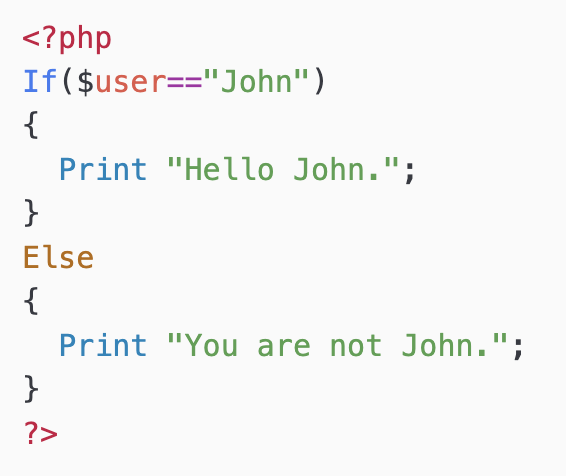 <?php
If($user=="John")
{
Print "Hello John.";
}
Else
{
Print "You are not John.";
}
?>